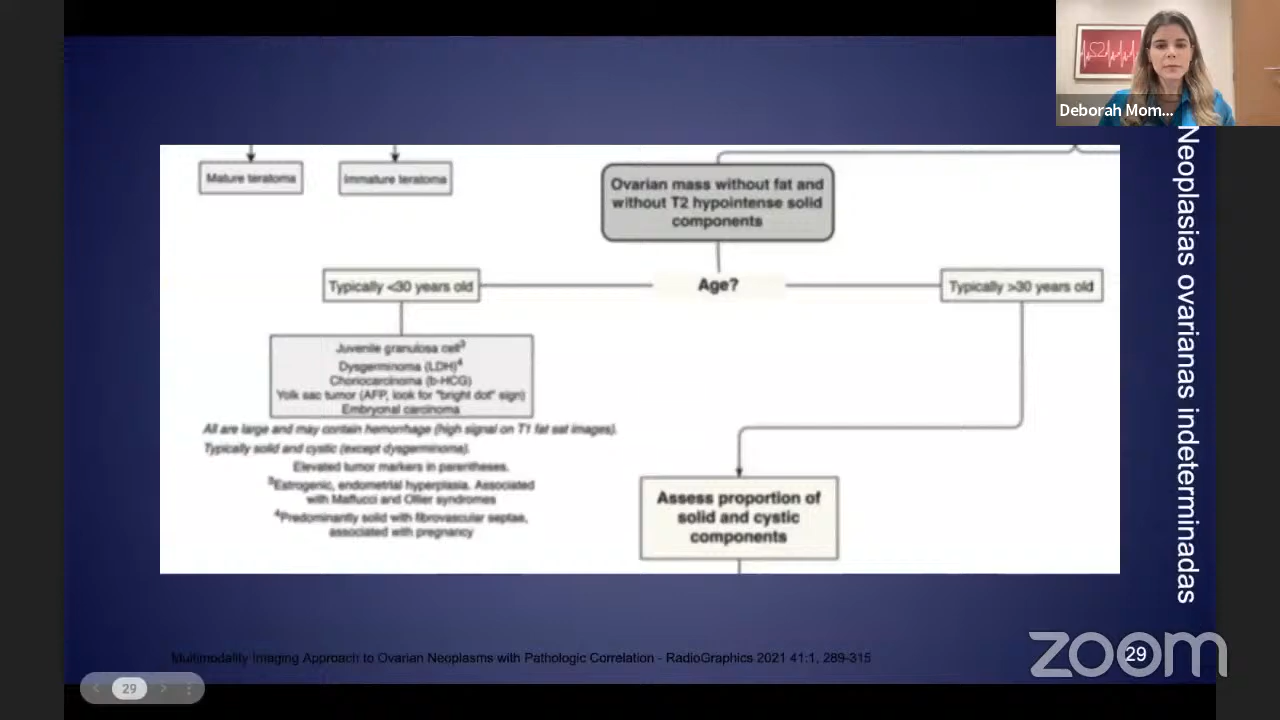 Deborah Mom...
Neoplasias ovarianas indeterminadas
Mature teratoma
Immature teratoma
Ovarian mass without fat and
without T2 hypointense solid
components
Typically <30 years old
Age?
Typically >30 years old
Juvenile granulosa cell³
Dysgerminoma (LDH)⁴
Choriocarcinoma (b-HCG)
Yolk sac tumor (AFP, look for "bright dot" sign)
Embryonal carcinoma
All are large and may contain hemorrhage (high signal on T1 fat sat images).
Typically solid and cystic (except dysgerminoma).
Elevated tumor markers in parentheses.
³Estrogenic, endometrial hyperplasia. Associated
with Maffucci and Ollier syndromes
⁴Predominantly solid with fibrovascular septae,
associated with pregnancy
Assess proportion of
solid and cystic
components
Multimodality Imaging Approach to Ovarian Neoplasms with Pathologic Correlation - RadioGraphics 2021 41:1, 289-315
zoom
29
29